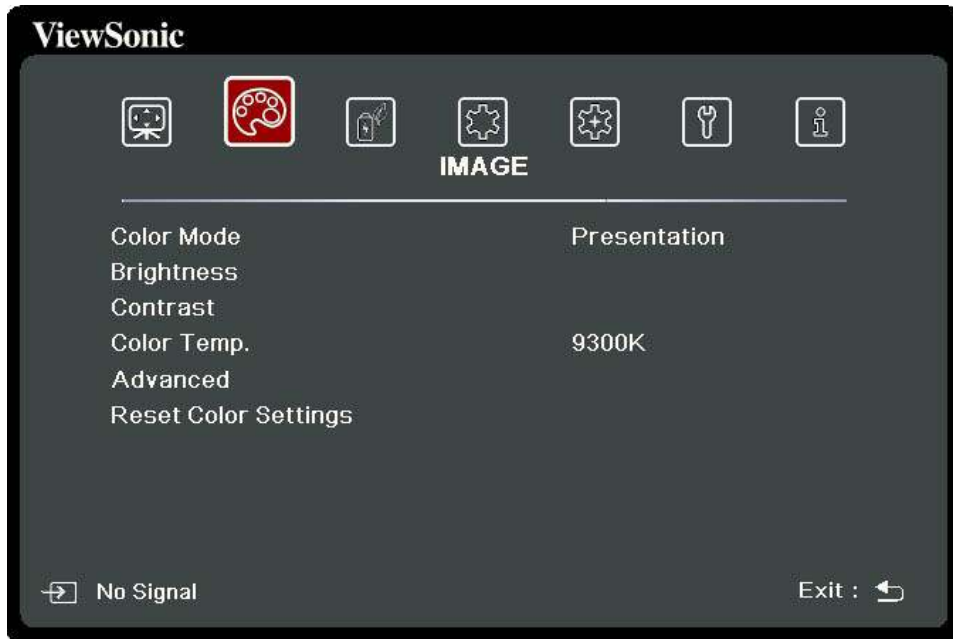 ViewSonic
IMAGE
Color Mode Presentation
Brightness
Contrast
Color Temp. 9300K
Advanced
Reset Color Settings
No Signal Exit :